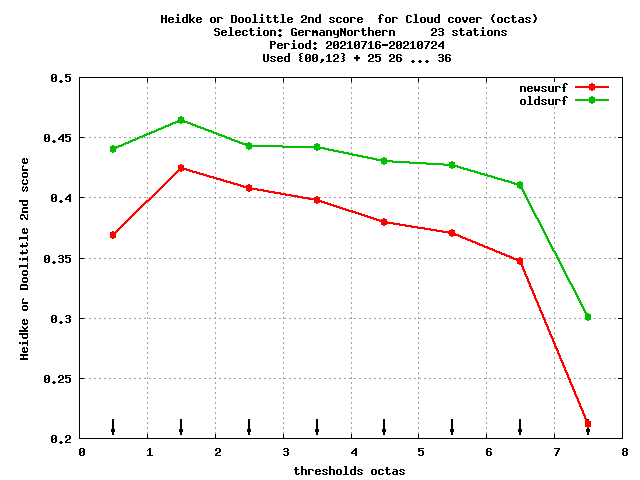 Heidke or Doolittle 2nd score  for Cloud cover (octas)
Selection: GermanyNorthern     23 stations
Period: 20210716-20210724
Used {00,12} + 25 26 ... 36
newsurf
oldsurf
0.5
0.45
0.4
0.35
0.3
0.25
0.2
Heidke or Doolittle 2nd score
0 1 2 3 4 5 6 7 8
thresholds octas